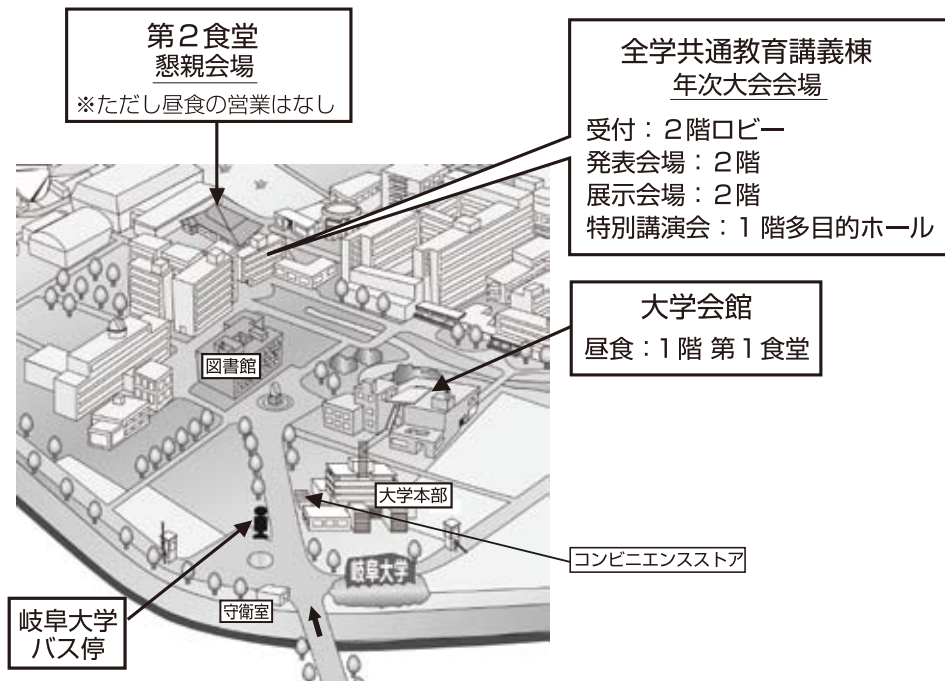 第２食堂
懇親会場
※ただし昼食の営業はなし
全学共通教育講義棟
年次大会会場
受付：２階ロビー
発表会場：２階
展示会場：２階
特別講演会：１階多目的ホール
大学会館
昼食：１階 第１食堂
図書館
大学本部
コンビニエンスストア
岐阜大学
守衛室
岐阜大学
バス停